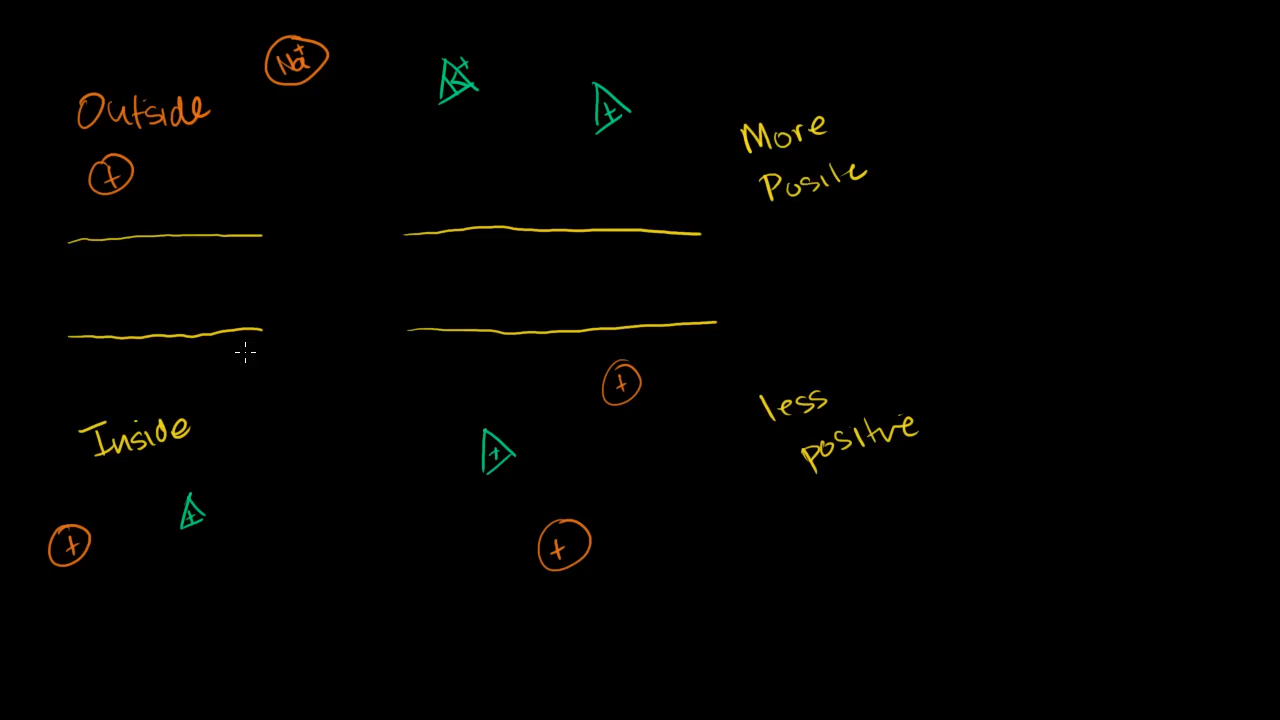 Na+
K+
Outside
+
More
Posite
+
+
Inside
less
positive
+
+
+
+
+